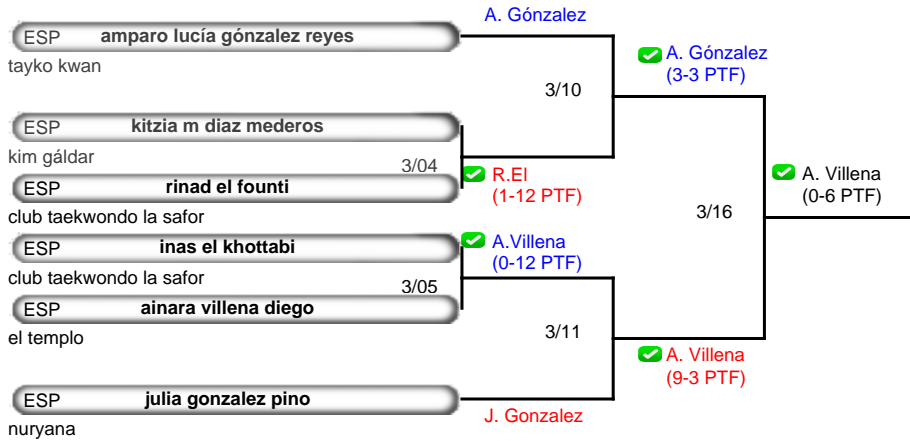 A. Gónzalez
ESP amparo lucía gónzalez reyes
tayko kwan
A. Gónzalez
(3-3 PTF)
3/10
ESP kitzia m diaz mederos
kim gáldar
3/04
R.El
(1-12 PTF)
ESP rinad el founti
club taekwondo la safor
A. Villena
(0-6 PTF)
3/16
ESP inas el khottabi
club taekwondo la safor
A.Villena
(0-12 PTF)
3/05
ESP ainara villena diego
el templo
3/11
A. Villena
(9-3 PTF)
ESP julia gonzalez pino
nuryana
J. Gonzalez